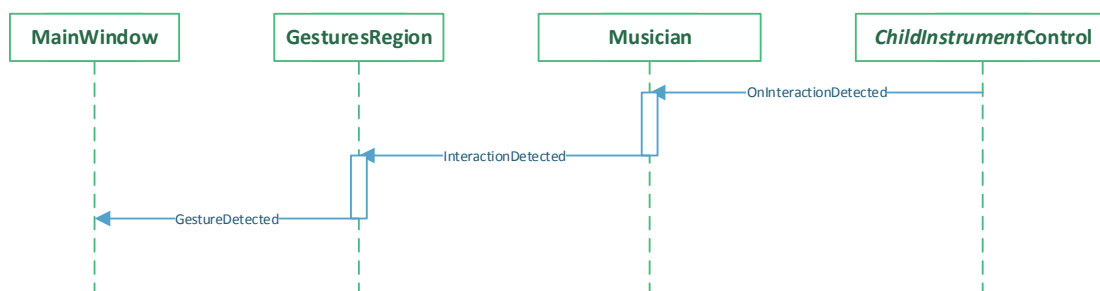 MainWindow
GesturesRegion
Musician
ChildInstrumentControl
OnInteractionDetected
InteractionDetected
GestureDetected